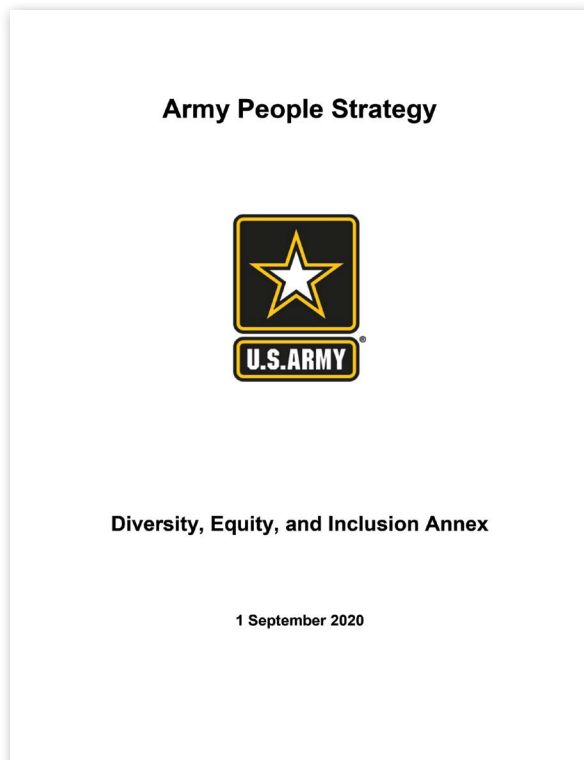 Army People Strategy
U.S.ARMY®
Diversity, Equity, and Inclusion Annex
1 September 2020